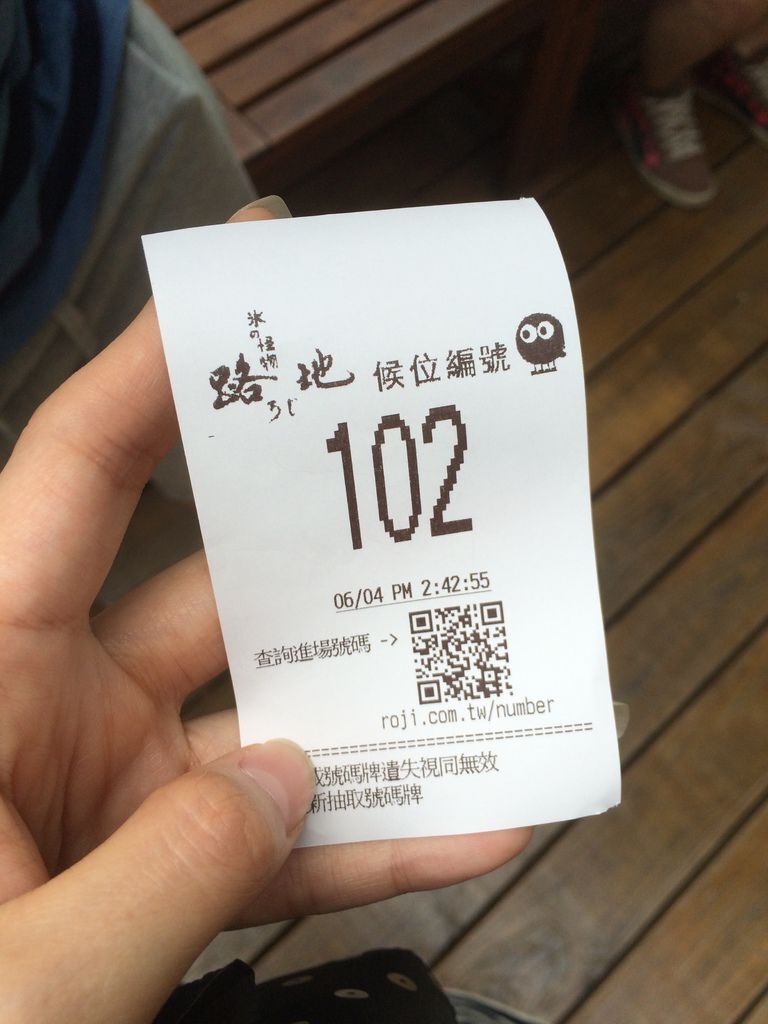 氷の怪物
路地 候位編號
ろじ
102
06/04 PM 2:42:55
查詢進場號碼 ->
roji.com.tw/number
號碼牌遺失視同無效
新抽取號碼牌